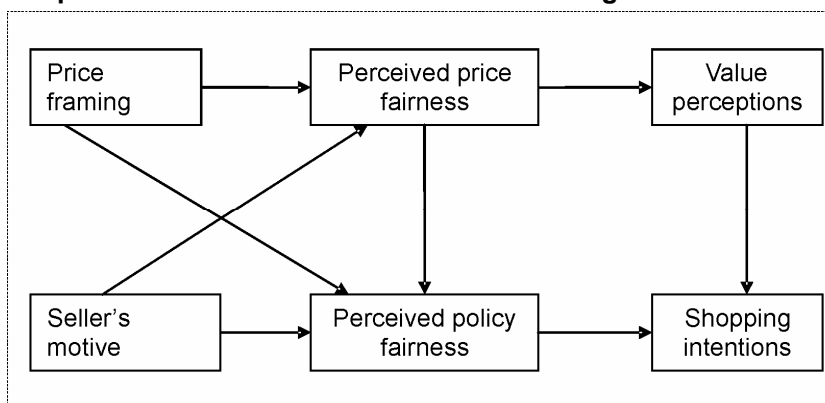 Price
framing
Perceived price
fairness
Value
perceptions
Seller's
motive
Perceived policy
fairness
Shopping
intentions